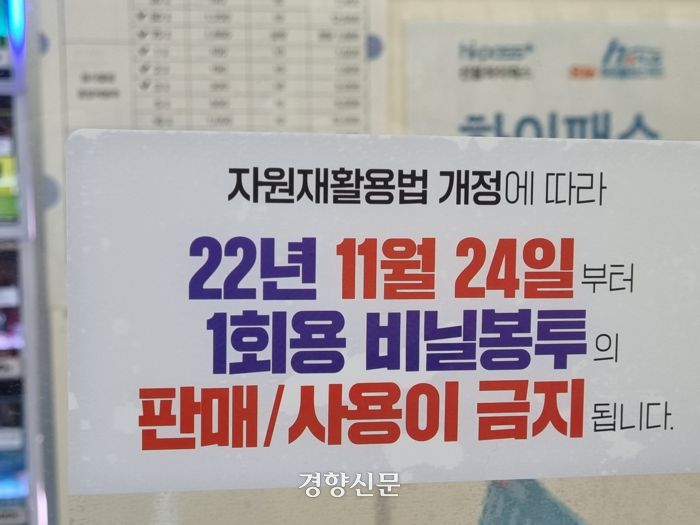 하이패스
자원재활용법 개정에 따라
22년 11월 24일부터
1회용 비닐봉투의
판매/사용이 금지됩니다.
경향신문